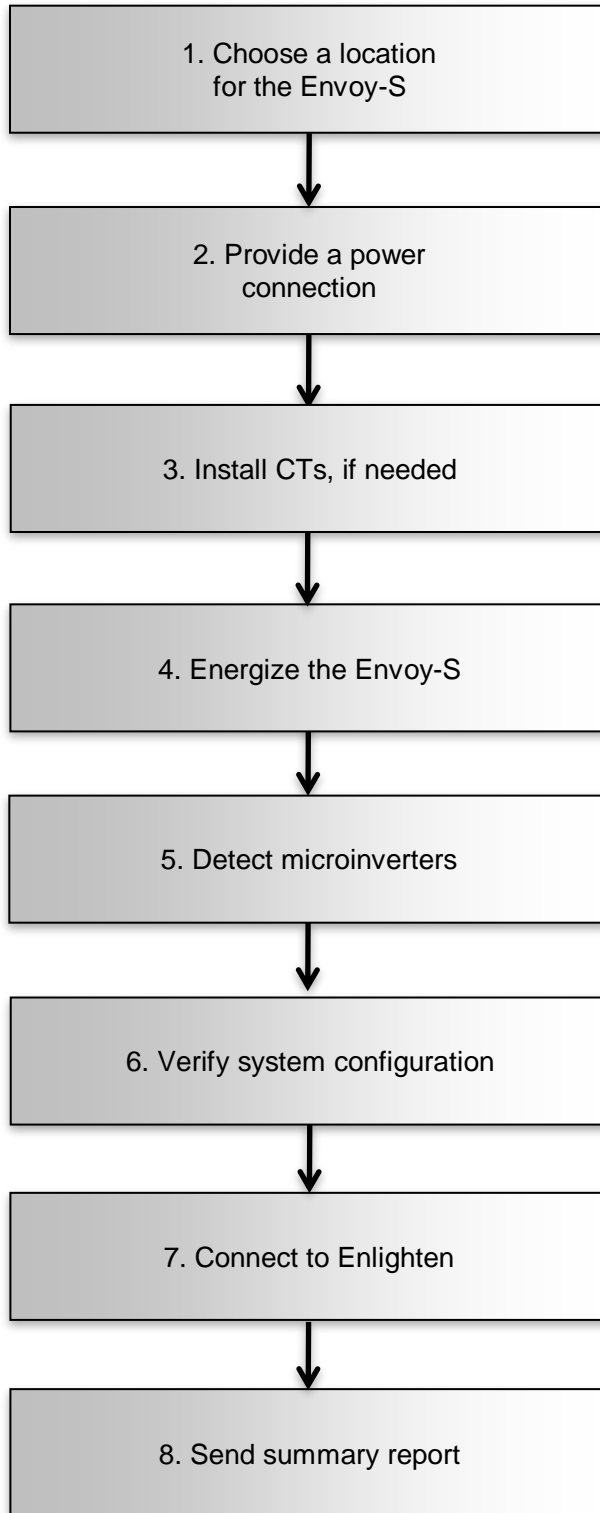 1. Choose a location
for the Envoy-S
2. Provide a power
connection
3. Install CTs, if needed
4. Energize the Envoy-S
5. Detect microinverters
6. Verify system configuration
7. Connect to Enlighten
8. Send summary report